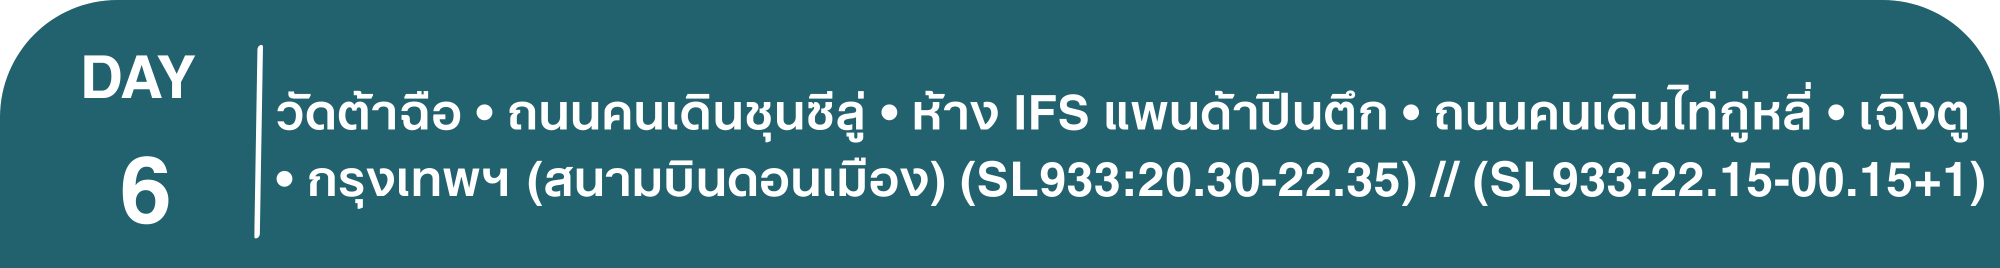 DAY
6
วัดต้าฉือ • ถนนคนเดินชุนซีลู่ • ห้าง IFS แพนด้าปีนตึก • ถนนคนเดินไท่กู่หลี่ • เฉิงตู
• กรุงเทพฯ (สนามบินดอนเมือง) (SL933:20.30-22.35) // (SL933:22.15-00.15+1)